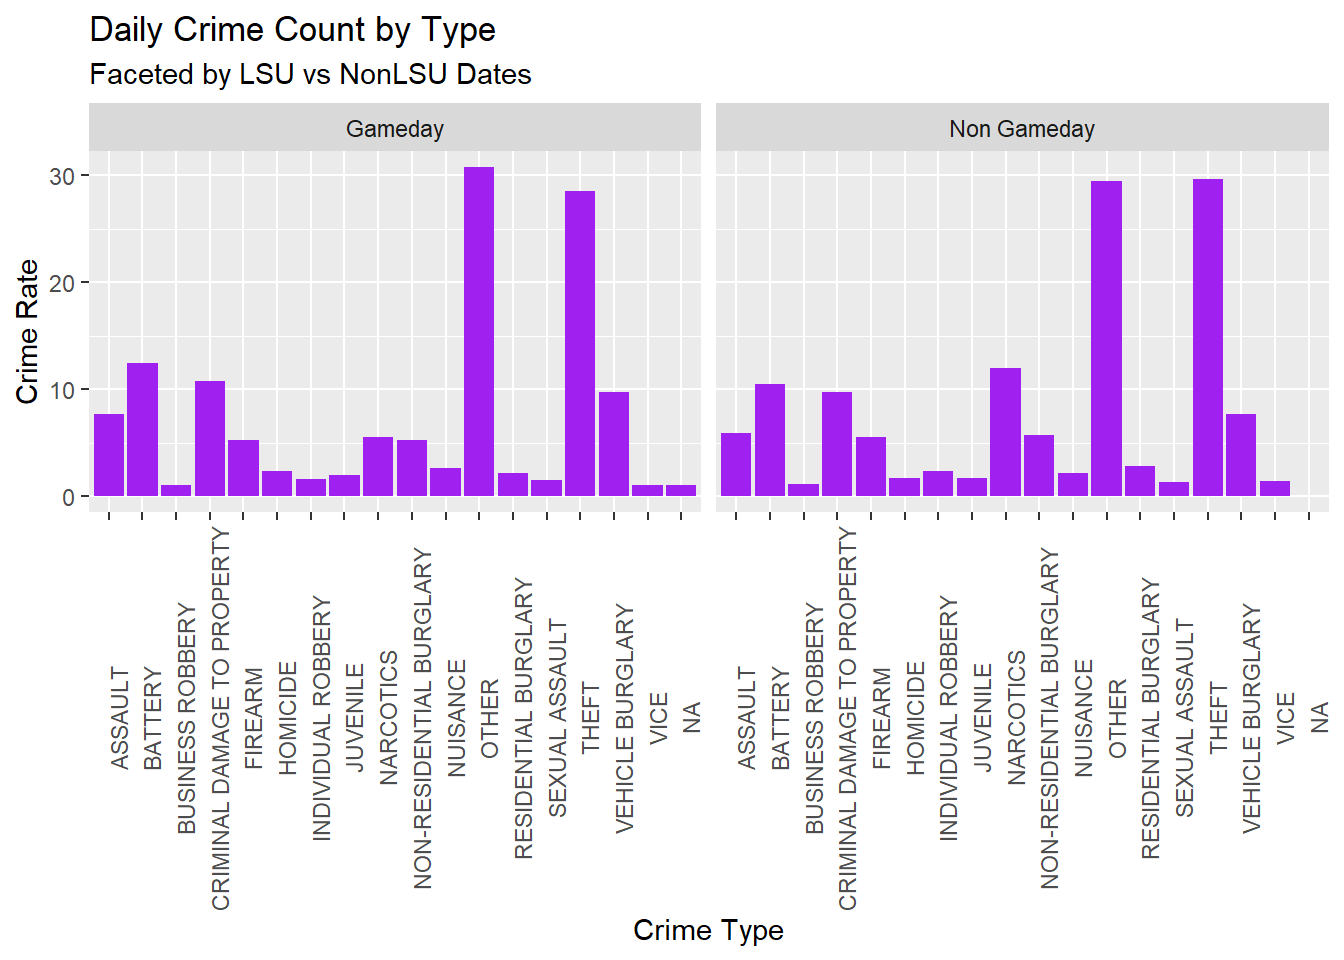 Daily Crime Count by Type
Faceted by LSU vs NonLSU Dates
Gameday
Non Gameday
Crime Rate
30
20
10
0
ASSAULT
BATTERY
BUSINESS ROBBERY
CRIMINAL DAMAGE TO PROPERTY
FIREARM
HOMICIDE
INDIVIDUAL ROBBERY
JUVENILE
NARCOTICS
NON-RESIDENTIAL BURGLARY
NUISANCE
OTHER
RESIDENTIAL BURGLARY
SEXUAL ASSAULT
THEFT
VEHICLE BURGLARY
VICE
NA
ASSAULT
BATTERY
BUSINESS ROBBERY
CRIMINAL DAMAGE TO PROPERTY
FIREARM
HOMICIDE
INDIVIDUAL ROBBERY
JUVENILE
NARCOTICS
NON-RESIDENTIAL BURGLARY
NUISANCE
OTHER
RESIDENTIAL BURGLARY
SEXUAL ASSAULT
THEFT
VEHICLE BURGLARY
VICE
NA
Crime Type